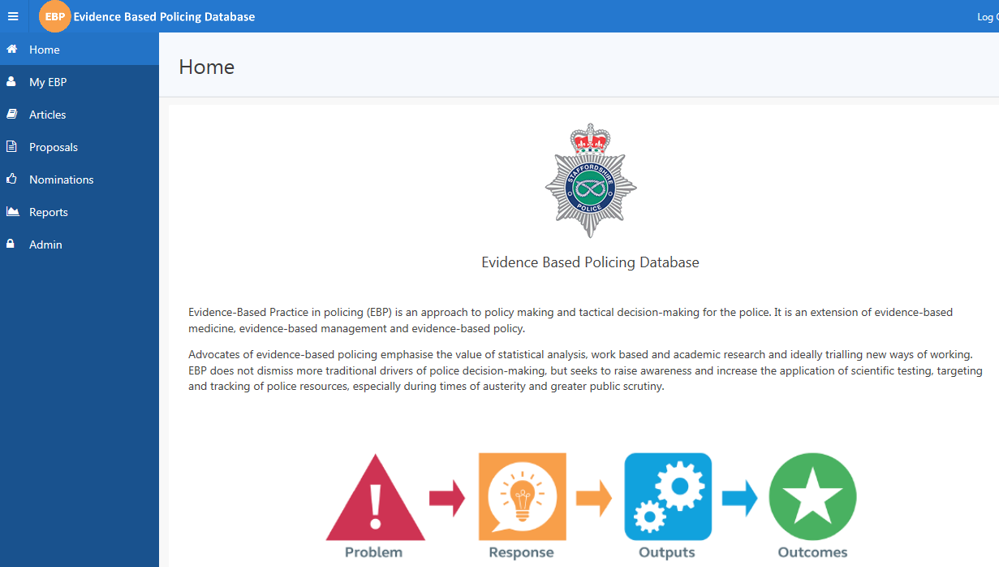 EBP Evidence Based Policing Database
Log
Home
My EBP
Articles
Proposals
Nominations
Reports
Admin
Home
STAFFORDSHIRE
POLICE
Evidence Based Policing Database
Evidence-Based Practice in policing (EBP) is an approach to policy making and tactical decision-making for the police. It is an extension of evidence-based
medicine, evidence-based management and evidence-based policy.
Advocates of evidence-based policing emphasise the value of statistical analysis, work based and academic research and ideally trialling new ways of working.
EBP does not dismiss more traditional drivers of police decision-making, but seeks to raise awareness and increase the application of scientific testing, targeting
and tracking of police resources, especially during times of austerity and greater public scrutiny.
Problem
Response
Outputs
Outcomes